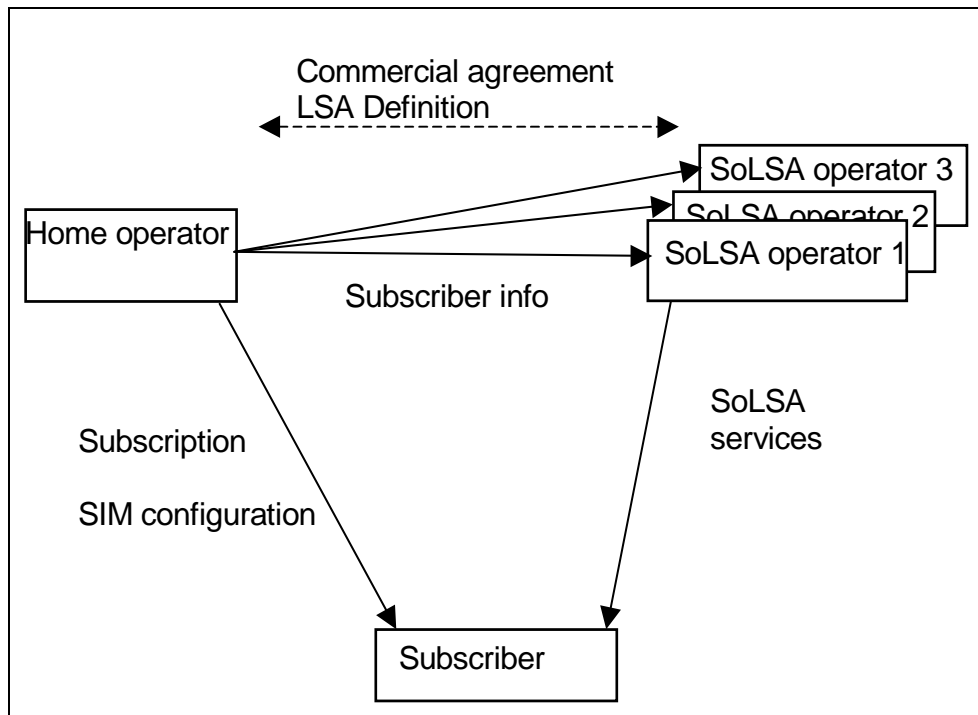 Commercial agreement
LSA Definition
SoLSA operator 3
SoLSA operator 2
Home operator
SoLSA operator 1
Subscriber info
SoLSA
services
Subscription
SIM configuration
Subscriber